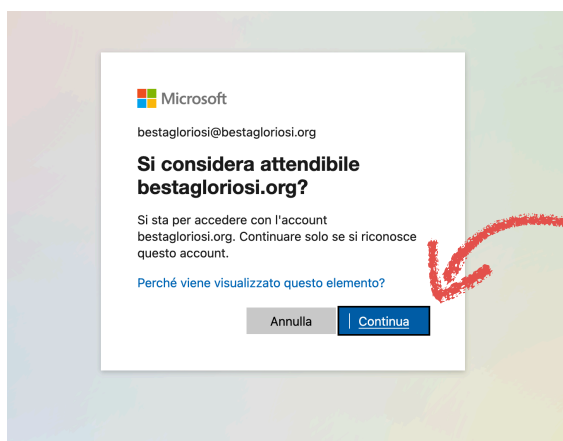 Microsoft
bestagloriosi@bestagloriosi.org
Si considera attendibile
bestagloriosi.org?
Si sta per accedere con l'account
bestagloriosi.org. Continuare solo se si riconosce
questo account.
Perché viene visualizzato questo elemento?
Annulla
Continua